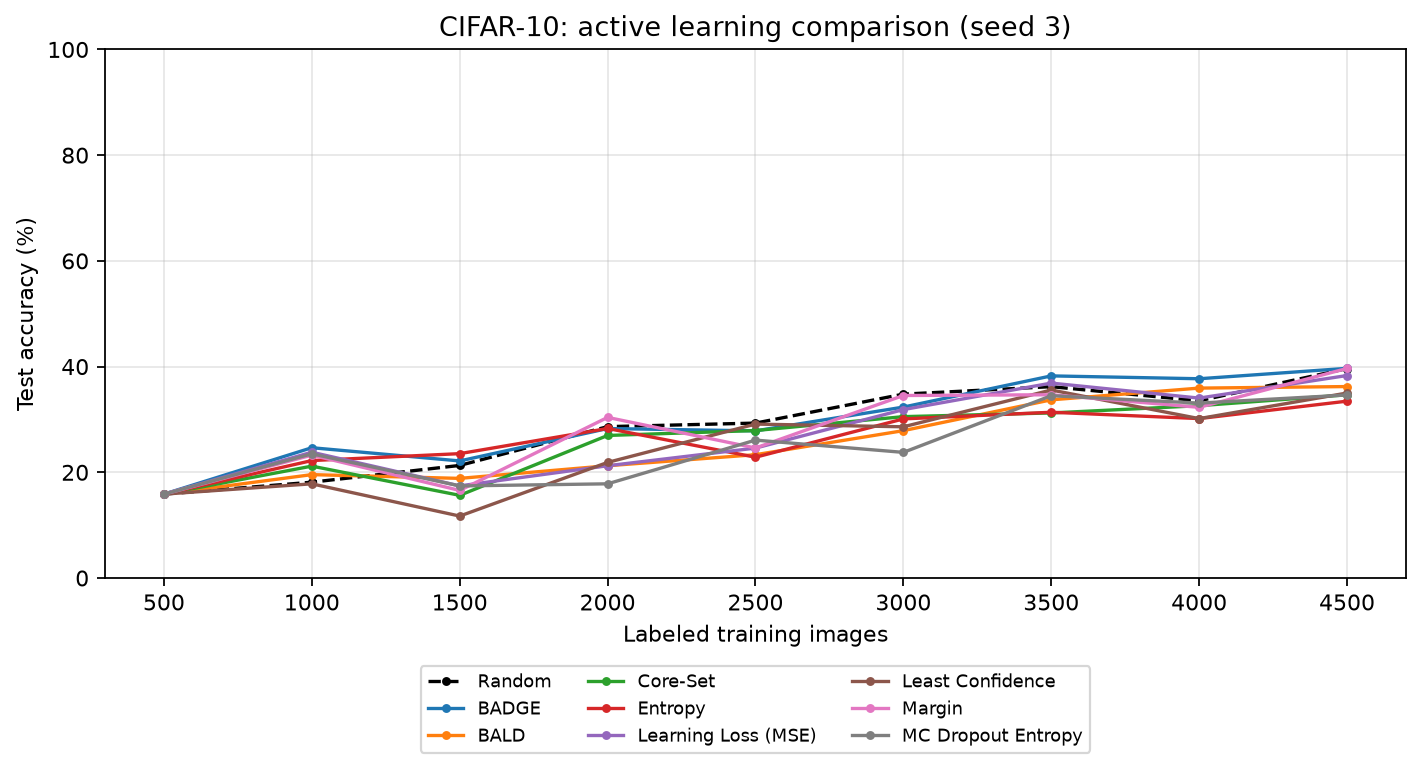 CIFAR-10: active learning comparison (seed 3)
100
80
60
40
20
0
Test accuracy (%)
500 1000 1500 2000 2500 3000 3500 4000 4500
Labeled training images
Random Core-Set Least Confidence
BADGE Entropy Margin
BALD Learning Loss (MSE) MC Dropout Entropy